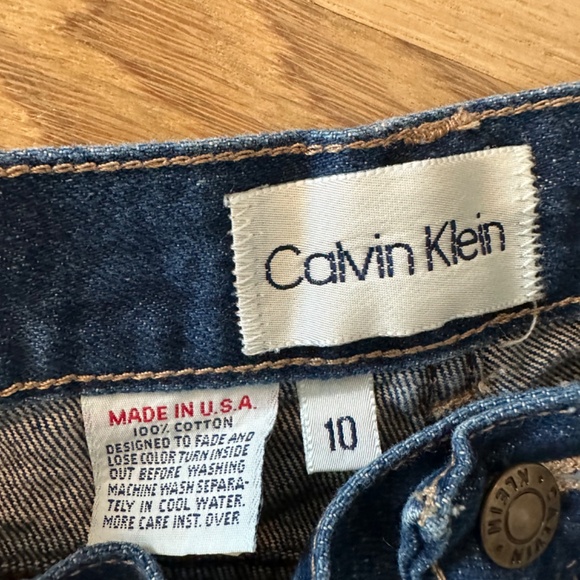 Calvin Klein
MADE IN U.S.A.
100% COTTON
DESIGNED TO FADE AND
LOSE COLOR TURN INSIDE
OUT BEFORE WASHING
MACHINE WASH SEPARA-
TELY IN COOL WATER.
MORE CARE INST. OVER
10
CALVIN KLEIN